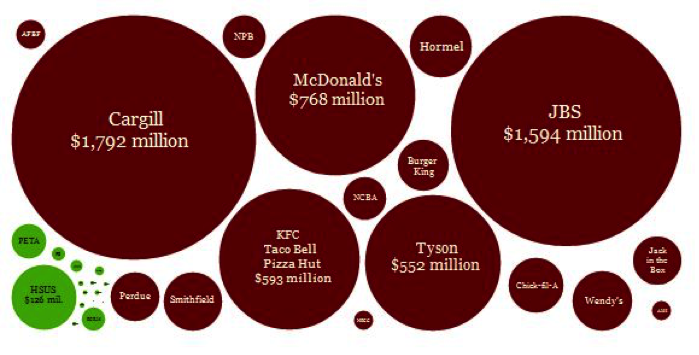 NPB
Hormel
McDonald's
$768 million
Cargill
$1,792 million
JBS
$1,594 million
Burger
King
NCBA
PETA
KFC
Taco Bell
Pizza Hut
$593 million
Tyson
$552 million
Jack
in the
Box
HSUS
$126 mil.
Perdue
Smithfield
Chick-fil-A
Wendy's